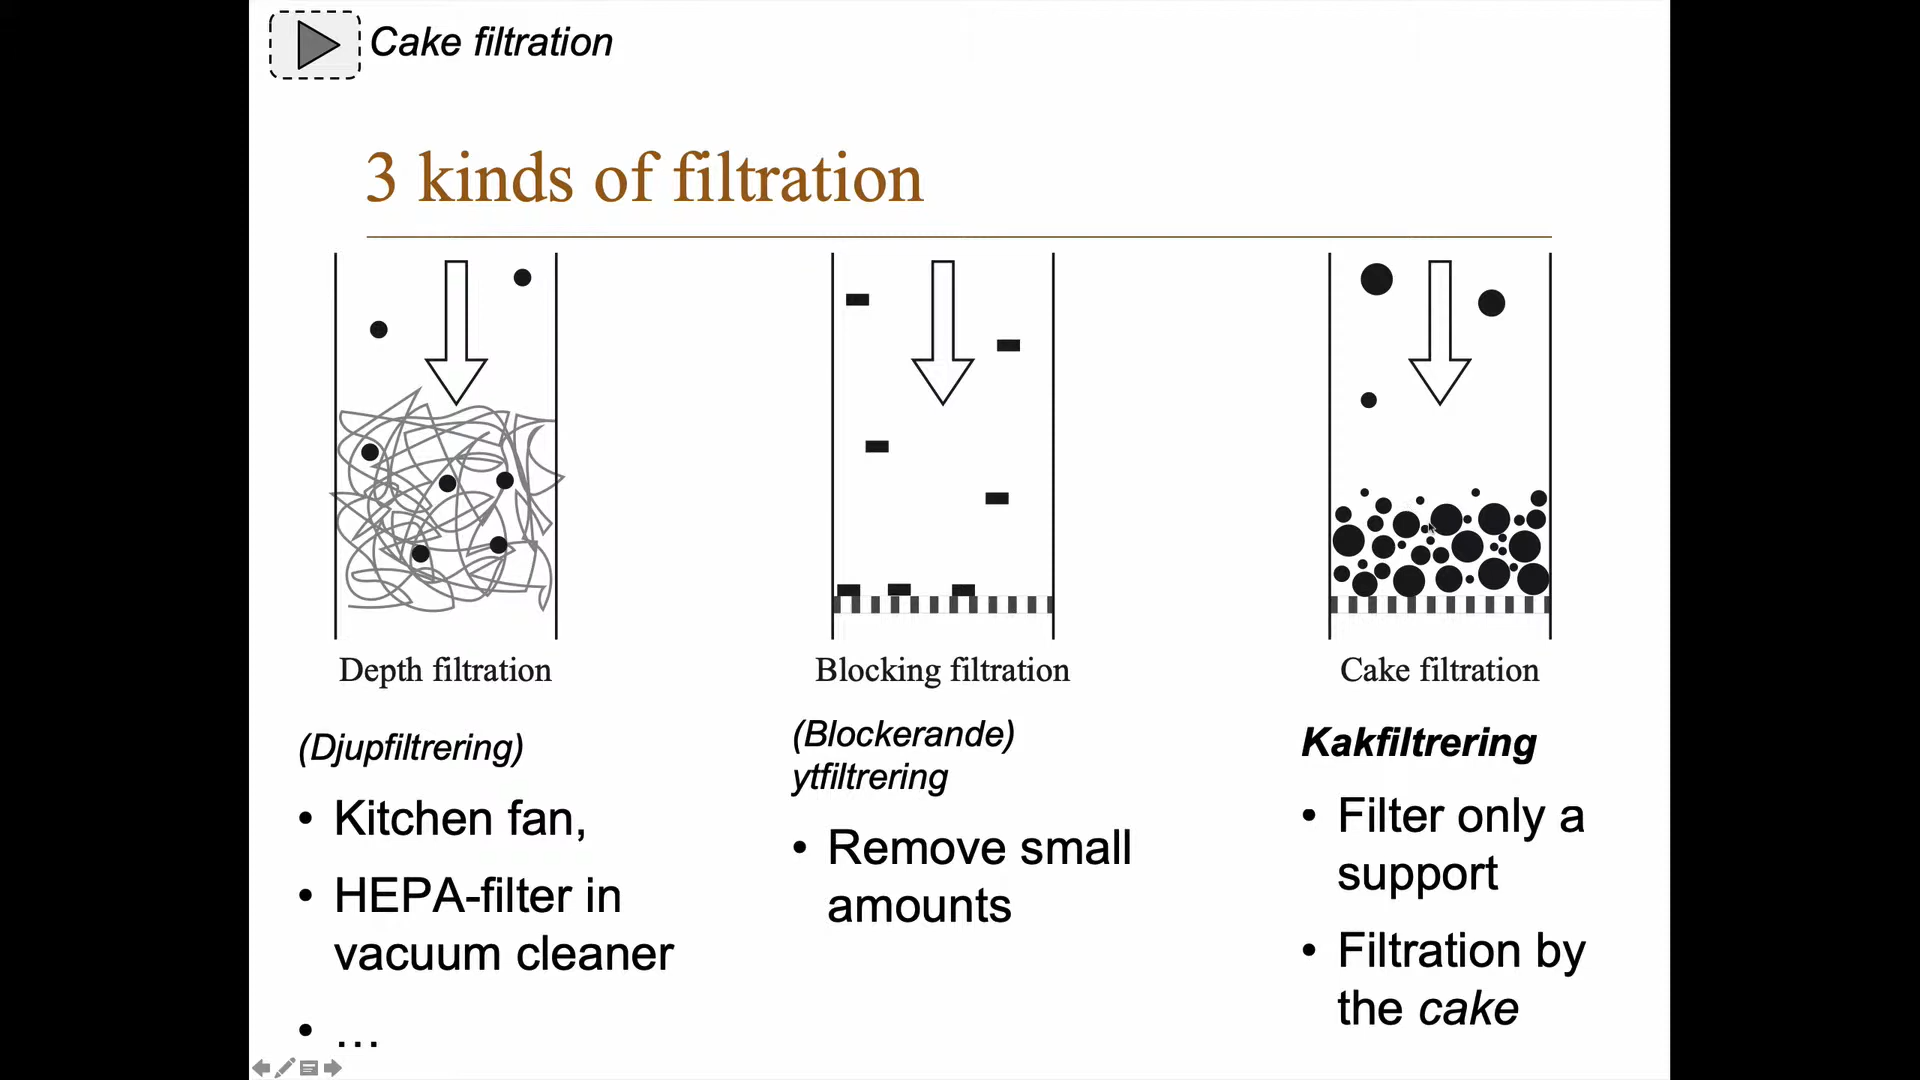 Cake filtration
3 kinds of filtration
Depth filtration
(Djupfiltrering)
• Kitchen fan,
• HEPA-filter in
vacuum cleaner
• …
Blocking filtration
(Blockerande)
ytfiltrering
• Remove small
amounts
Cake filtration
Kakfiltrering
• Filter only a
support
• Filtration by
the cake